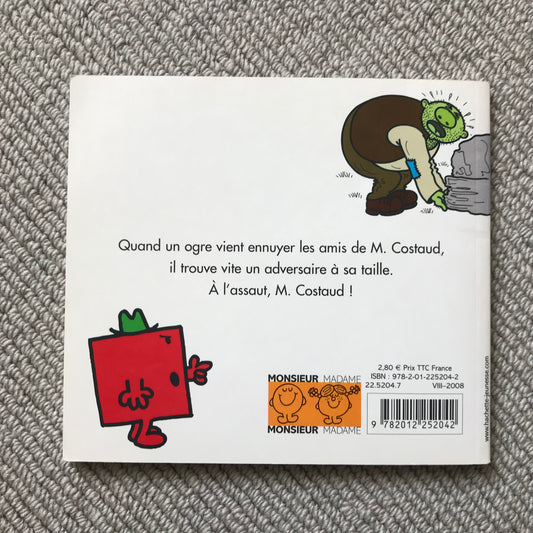 Quand un ogre vient ennuyer les amis de M. Costaud,
il trouve vite un adversaire à sa taille.
À l'assaut, M. Costaud !
2,80 € Prix TTC France
ISBN : 978-2-01-225204-2
22.5204.7 VIII–2008
MONSIEUR MADAME
MONSIEUR MADAME
9 782012 252042
www.hachette-jeunesse.com